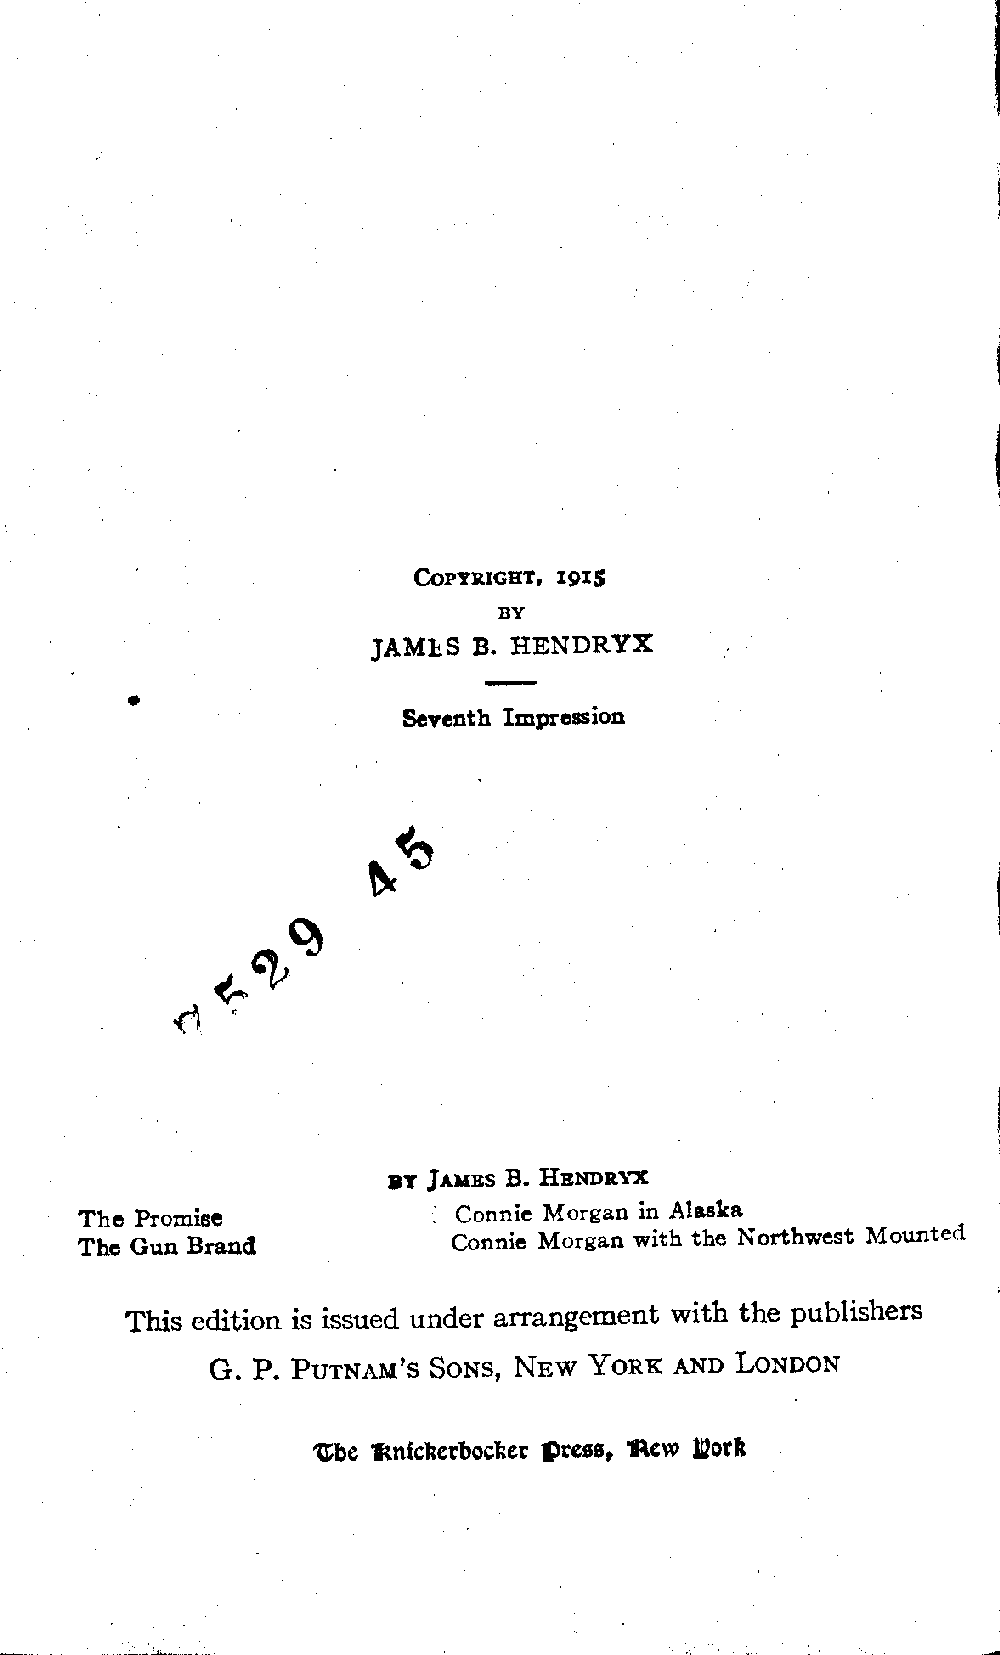 COPYRIGHT, 1915
BY
JAMES B. HENDRYX
Seventh Impression
7529 45
BY JAMES B. HENDRYX
The Promise
The Gun Brand
Connie Morgan in Alaska
Connie Morgan with the Northwest Mounted
This edition is issued under arrangement with the publishers
G. P. PUTNAM'S SONS, NEW YORK AND LONDON
The Knickerbocker Press, New York